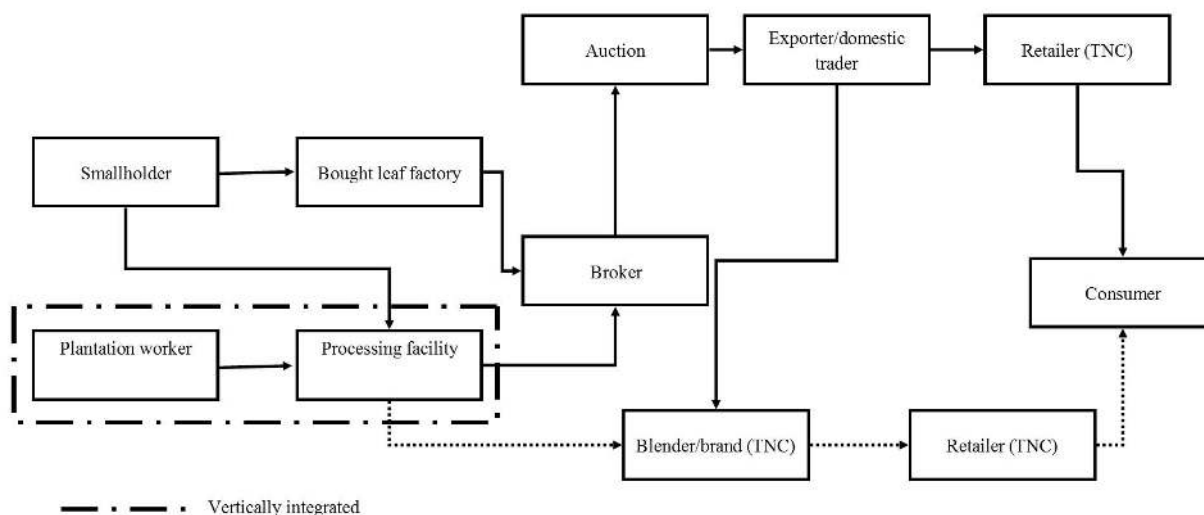 Auction
Exporter/domestic
trader
Retailer (TNC)
Smallholder
Bought leaf factory
Broker
Consumer
Plantation worker
Processing facility
Blender/brand (TNC)
Retailer (TNC)
Vertically integrated